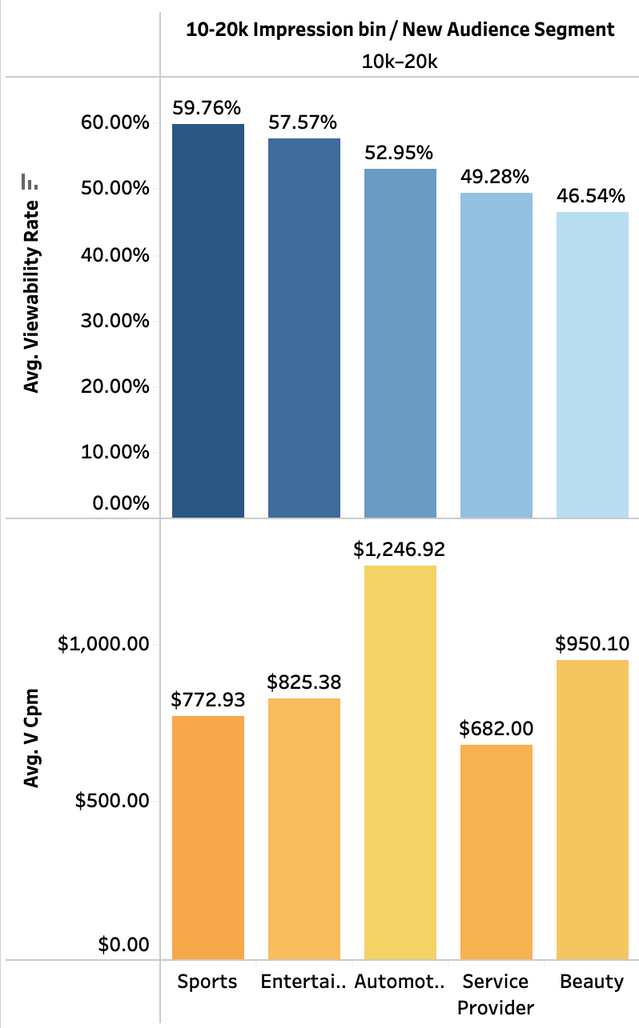 10-20k Impression bin / New Audience Segment
10k–20k
Avg. Viewability Rate
60.00%
50.00%
40.00%
30.00%
20.00%
10.00%
0.00%
59.76%
57.57%
52.95%
49.28%
46.54%
Avg. V Cpm
$1,000.00
$500.00
$0.00
$772.93
$825.38
$1,246.92
$682.00
$950.10
Sports
Entertai..
Automot..
Service
Provider
Beauty